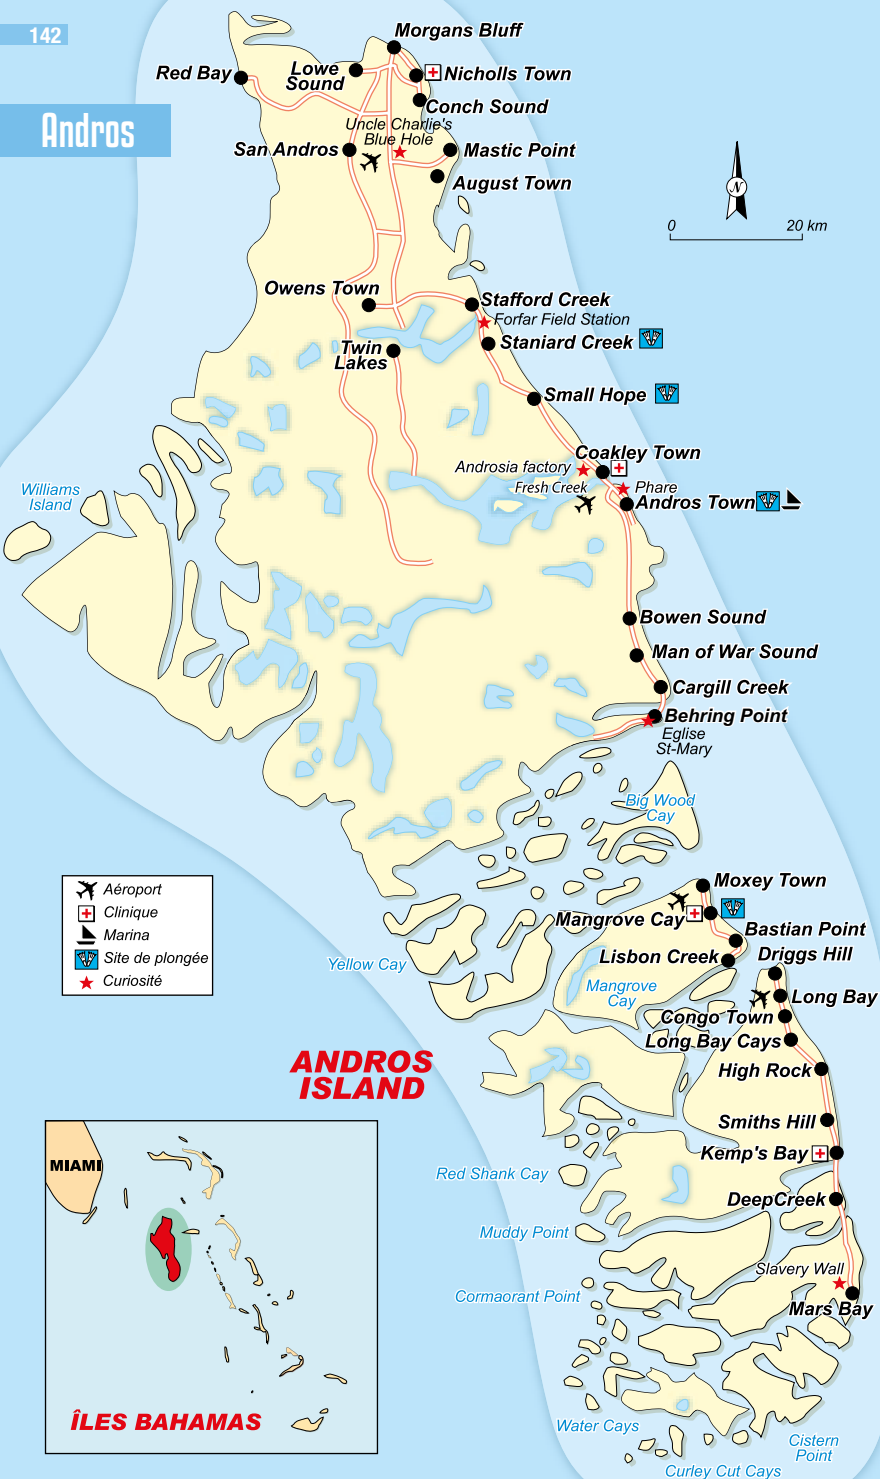 142
Andros
Morgans Bluff
Red Bay
Lowe
Sound
Nicholls Town
Conch Sound
Uncle Charlie's
Blue Hole
San Andros
Mastic Point
August Town
N
0 20 km
Owens Town
Stafford Creek
Forfar Field Station
Staniard Creek
Twin
Lakes
Small Hope
Coakley Town
Androsia factory
Fresh Creek
Phare
Andros Town
Williams
Island
Bowen Sound
Man of War Sound
Cargill Creek
Behring Point
Eglise
St-Mary
Big Wood
Cay
Aéroport
Clinique
Marina
Site de plongée
Curiosité
Moxey Town
Mangrove Cay
Bastian Point
Lisbon Creek
Driggs Hill
Yellow Cay
Mangrove
Cay
Long Bay
Congo Town
Long Bay Cays
ANDROS
ISLAND
High Rock
Smiths Hill
Kemp's Bay
Red Shank Cay
DeepCreek
Muddy Point
Slavery Wall
Cormaorant Point
Mars Bay
MIAMI
ÎLES BAHAMAS
Water Cays
Cistern
Point
Curley Cut Cays